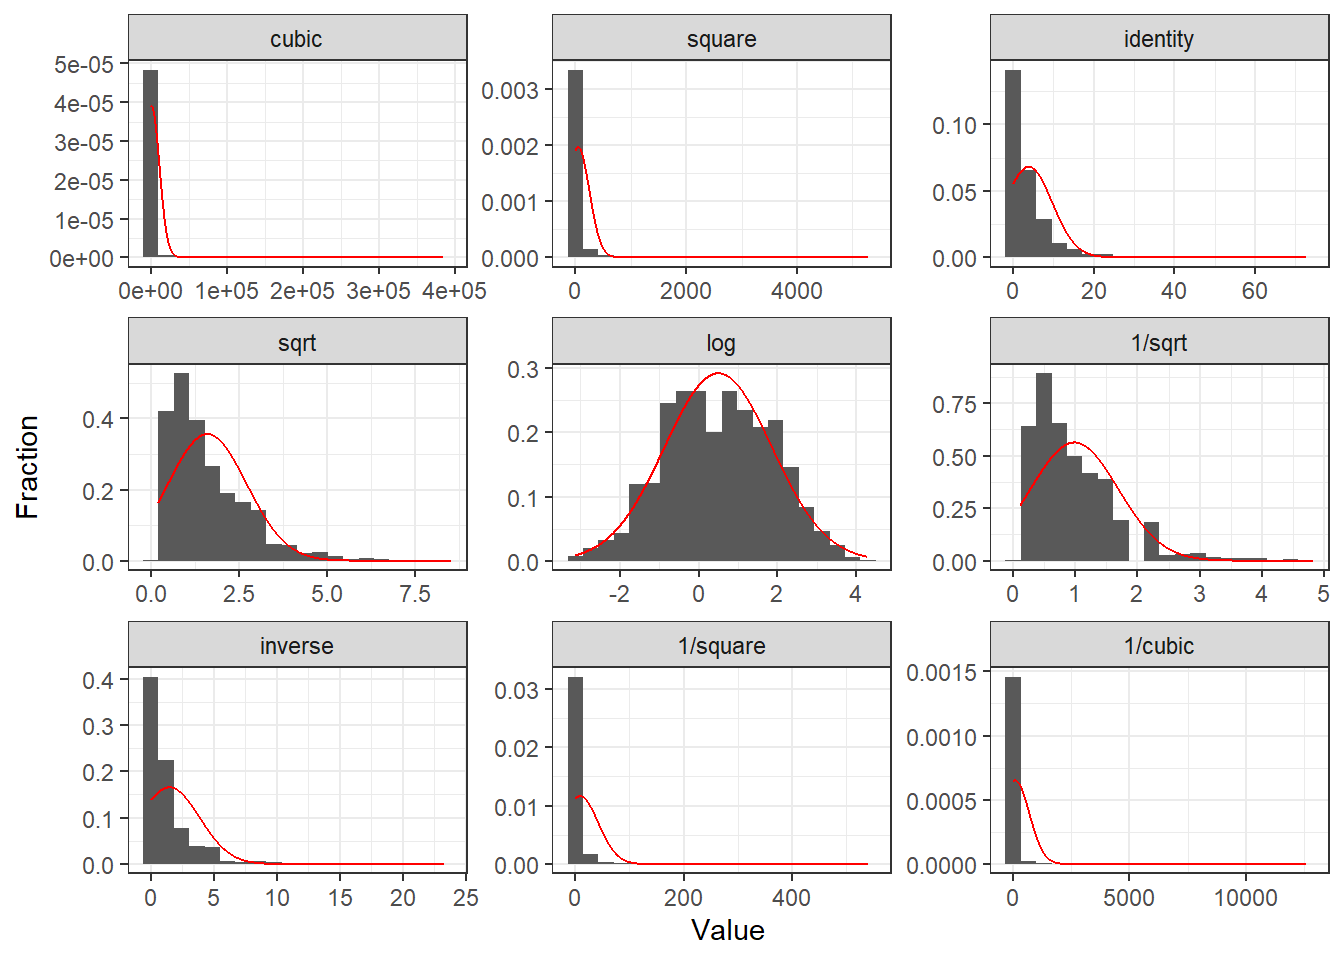 cubic
square
identity
5e-05
4e-05
3e-05
2e-05
1e-05
0e+00
0.003
0.002
0.001
0.000
0.10
0.05
0.00
0e+00 1e+05 2e+05 3e+05 4e+05
0 2000 4000
0 20 40 60
sqrt
log
1/sqrt
0.4
0.2
0.0
0.3
0.2
0.1
0.0
0.75
0.50
0.25
0.00
0.0 2.5 5.0 7.5
-2 0 2 4
0 1 2 3 4 5
inverse
1/square
1/cubic
0.4
0.3
0.2
0.1
0.0
0.03
0.02
0.01
0.00
0.0015
0.0010
0.0005
0.0000
0 5 10 15 20 25
0 200 400
0 5000 10000
Fraction
Value